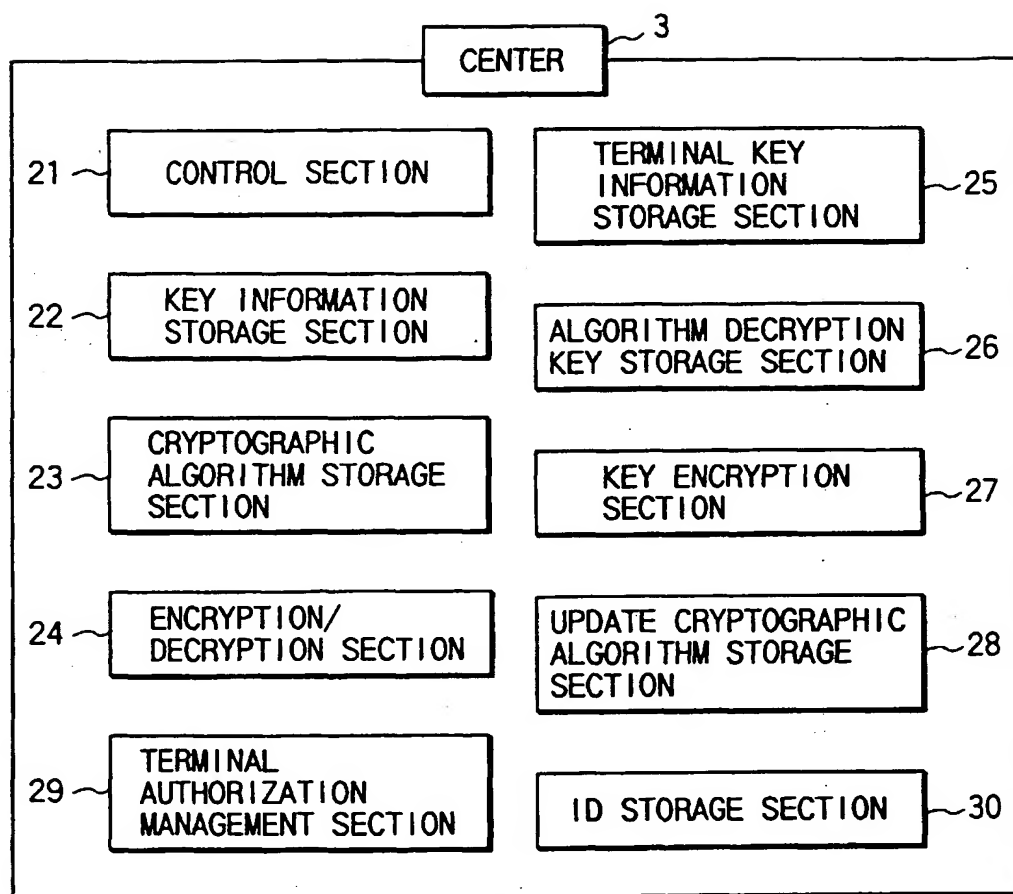 3
CENTER
21
CONTROL SECTION
22
KEY INFORMATION
STORAGE SECTION
23
CRYPTOGRAPHIC
ALGORITHM STORAGE
SECTION
24
ENCRYPTION/
DECRYPTION SECTION
29
TERMINAL
AUTHORIZATION
MANAGEMENT SECTION
TERMINAL KEY
INFORMATION
STORAGE SECTION
25
ALGORITHM DECRYPTION
KEY STORAGE SECTION
26
KEY ENCRYPTION
SECTION
27
UPDATE CRYPTOGRAPHIC
ALGORITHM STORAGE
SECTION
28
ID STORAGE SECTION
30